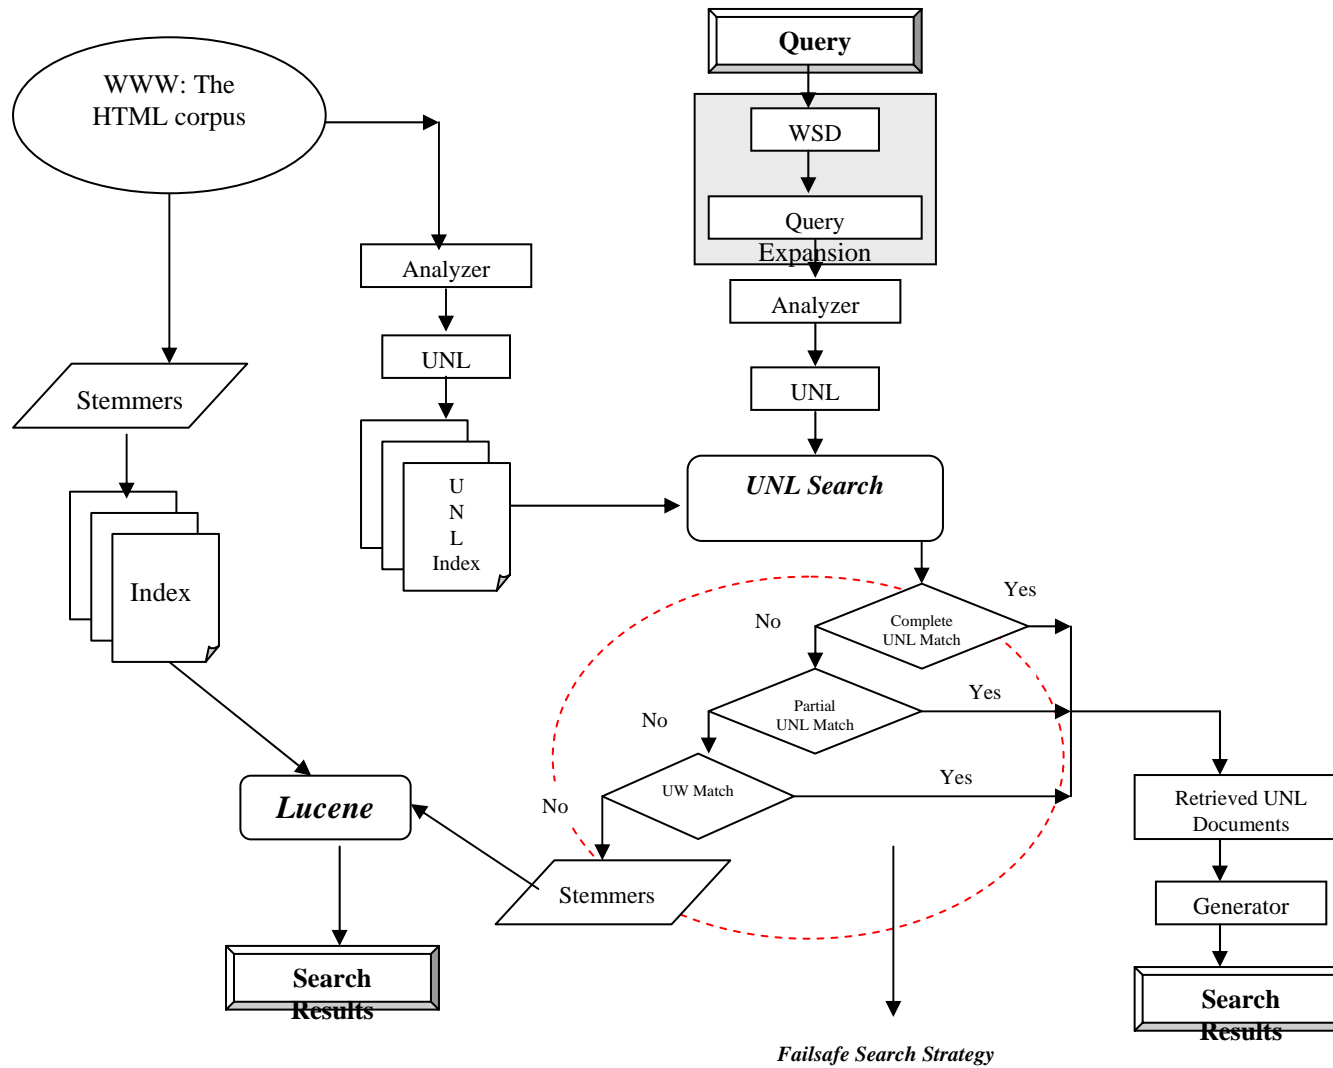 Query
WWW: The
HTML corpus
WSD
Query
Expansion
Analyzer
Analyzer
UNL
UNL
Stemmers
UNL Search
U
N
L
Index
Index
Yes
No
Complete
UNL Match
Yes
No
Partial
UNL Match
Yes
No
UW Match
Lucene
Retrieved UNL
Documents
Stemmers
Generator
Search
Results
Search
Results
Failsafe Search Strategy